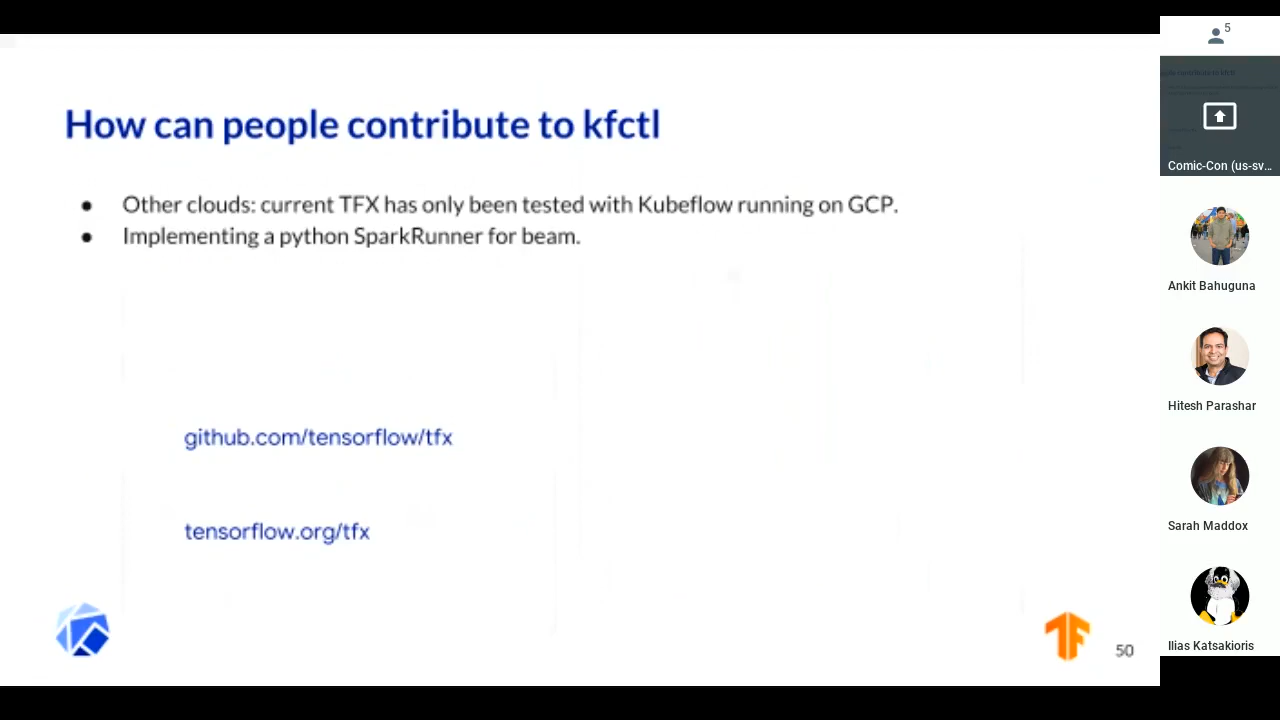 How can people contribute to kfctl
● Other clouds: current TFX has only been tested with Kubeflow running on GCP.
● Implementing a python SparkRunner for beam.
github.com/tensorflow/tfx
tensorflow.org/tfx
50
5
Comic-Con (us-sv...
Ankit Bahuguna
Hitesh Parashar
Sarah Maddox
Ilias Katsakioris